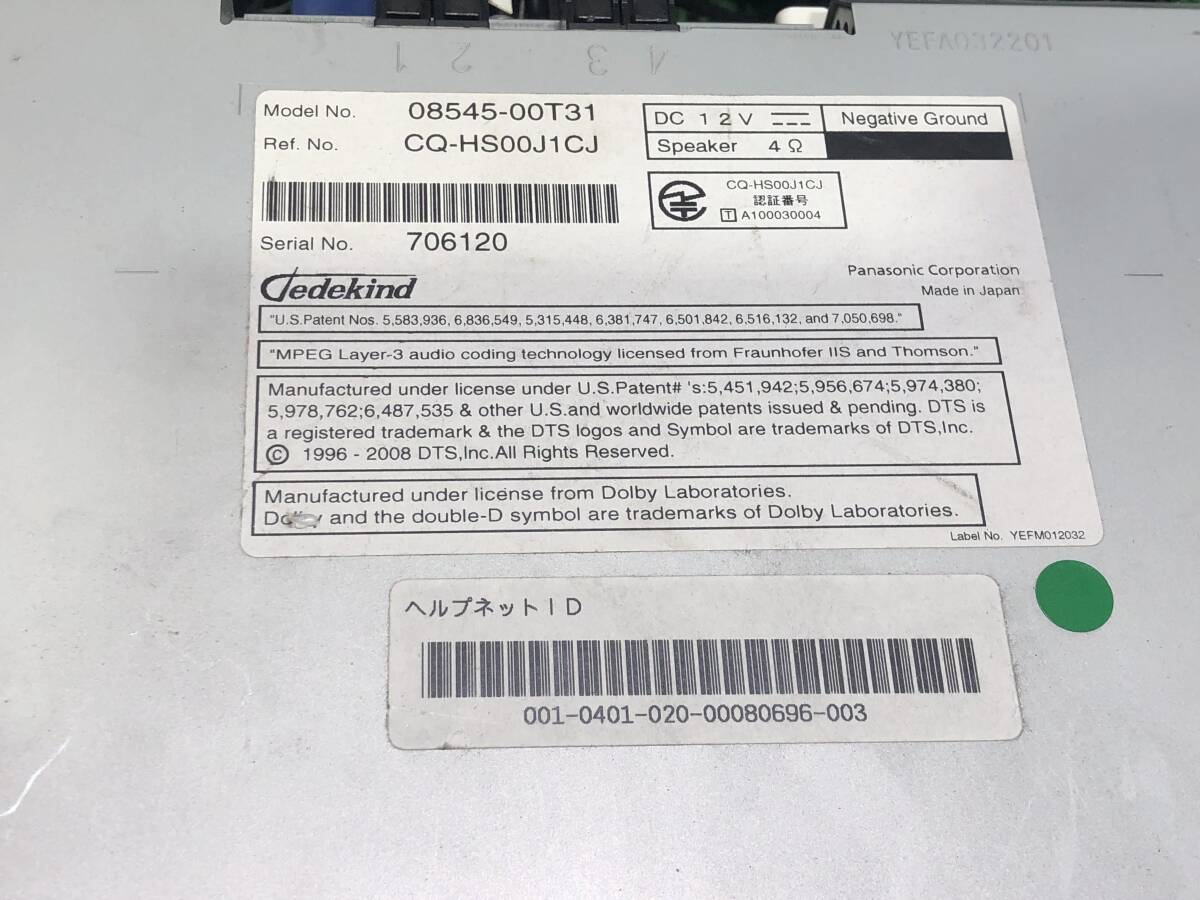 1 2 3 4
YEFA032201
Model No. 08545-00T31
Ref. No. CQ-HS00J1CJ
DC 12V
Negative Ground
Speaker 4Ω
CQ-HS00J1CJ
認証番号
T A100030004
Serial No. 706120
Gedekind
Panasonic Corporation
Made in Japan
"U.S.Patent Nos. 5,583,936, 6,836,549, 5,315,448, 6,381,747, 6,501,842, 6,516,132, and 7,050,698."
"MPEG Layer-3 audio coding technology licensed from Fraunhofer IIS and Thomson."
Manufactured under license under U.S.Patent# 's:5,451,942;5,956,674;5,974,380;
5,978,762;6,487,535 & other U.S.and worldwide patents issued & pending. DTS is
a registered trademark & the DTS logos and Symbol are trademarks of DTS,Inc.
© 1996 - 2008 DTS,Inc.All Rights Reserved.
Manufactured under license from Dolby Laboratories.
and the double-D symbol are trademarks of Dolby Laboratories.
Label No. YEFM012032
ヘルプネットID
001-0401-020-00080696-003